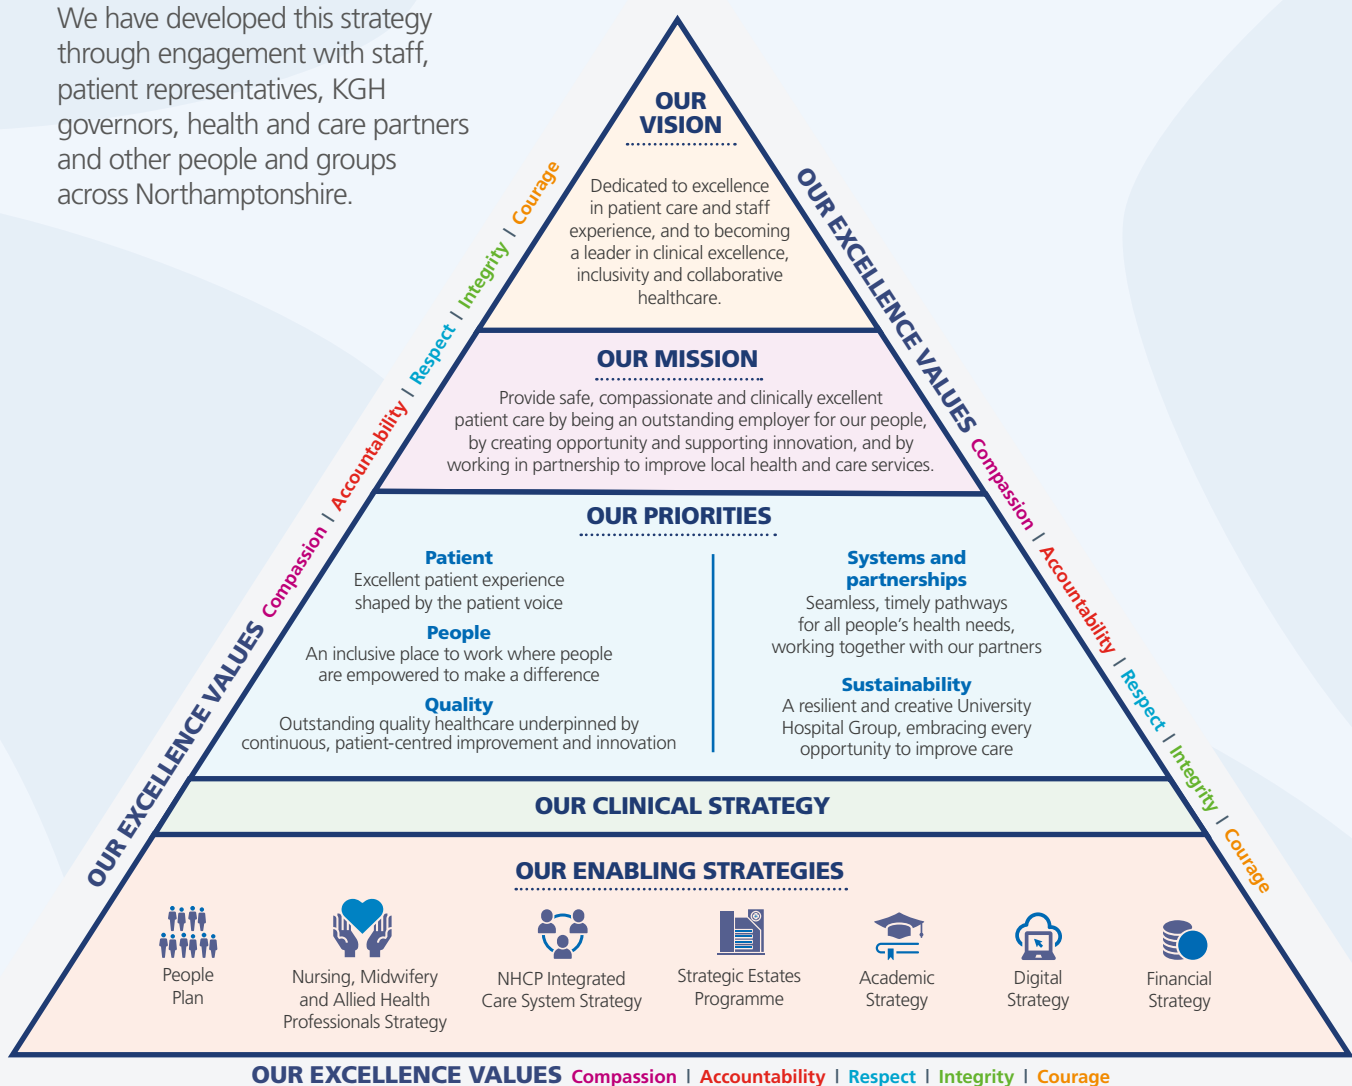 We have developed this strategy
through engagement with staff,
patient representatives, KGH
governors, health and care partners
and other people and groups
across Northamptonshire.
OUR
VISION
Dedicated to excellence
in patient care and staff
experience, and to becoming
a leader in clinical excellence,
inclusivity and collaborative
healthcare.
OUR MISSION
Provide safe, compassionate and clinically excellent
patient care by being an outstanding employer for our people,
by creating opportunity and supporting innovation, and by
working in partnership to improve local health and care services.
OUR PRIORITIES
Patient
Excellent patient experience
shaped by the patient voice
People
An inclusive place to work where people
are empowered to make a difference
Quality
Outstanding quality healthcare underpinned by
continuous, patient-centred improvement and innovation
Systems and
partnerships
Seamless, timely pathways
for all people's health needs,
working together with our partners
Sustainability
A resilient and creative University
Hospital Group, embracing every
opportunity to improve care
OUR CLINICAL STRATEGY
OUR ENABLING STRATEGIES
People
Plan
Nursing, Midwifery
and Allied Health
Professionals Strategy
NHCP Integrated
Care System Strategy
Strategic Estates
Programme
Academic
Strategy
Digital
Strategy
Financial
Strategy
OUR EXCELLENCE VALUES Compassion | Accountability | Respect | Integrity | Courage
OUR EXCELLENCE VALUES Compassion | Accountability | Respect | Integrity | Courage
OUR EXCELLENCE VALUES Compassion | Accountability | Respect | Integrity | Courage